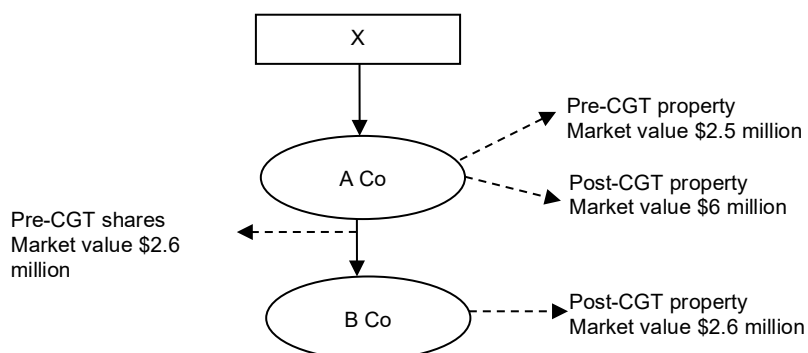 X
Pre-CGT property
Market value $2.5 million
A Co
Post-CGT property
Market value $6 million
Pre-CGT shares
Market value $2.6
million
B Co
Post-CGT property
Market value $2.6 million